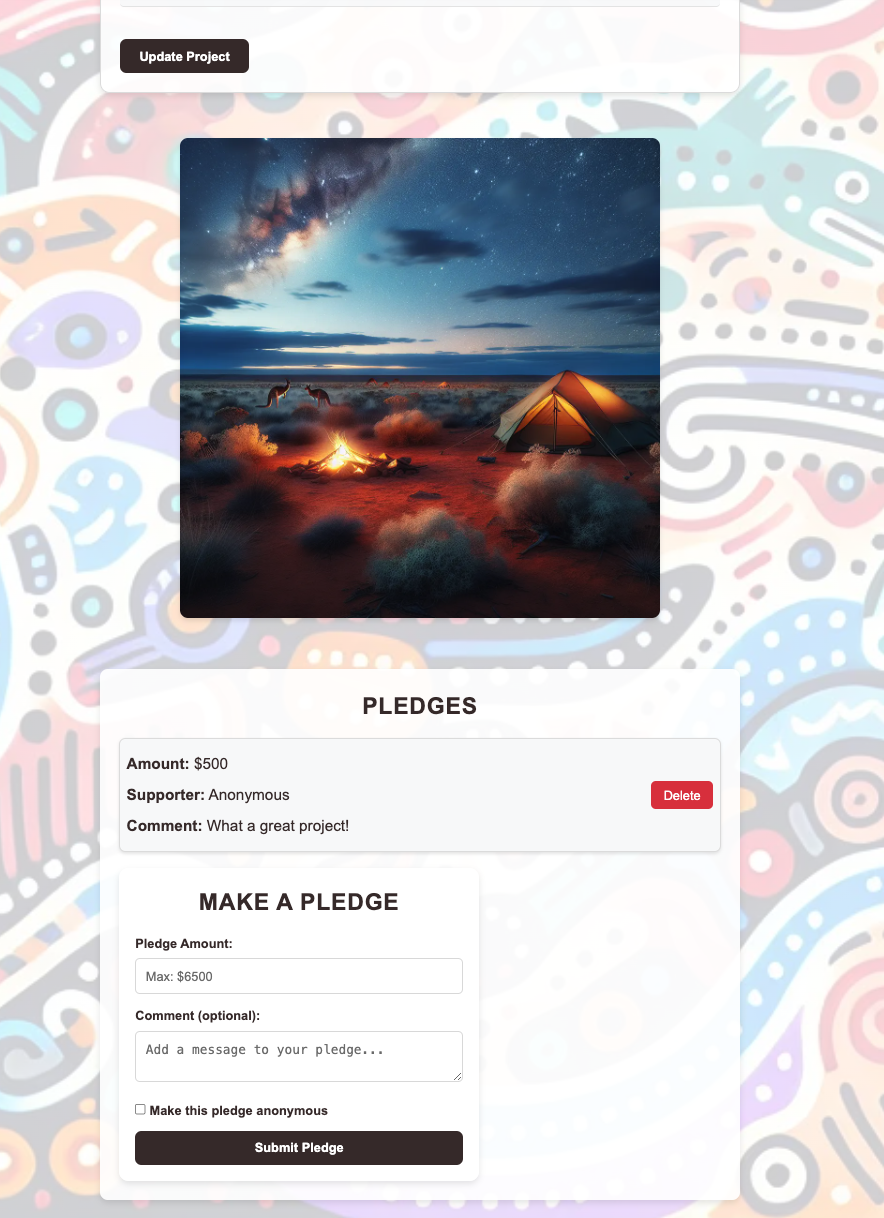 Update Project
PLEDGES
Amount: $500
Supporter: Anonymous
Delete
Comment: What a great project!
MAKE A PLEDGE
Pledge Amount:
Max: $6500
Comment (optional):
Add a message to your pledge...
Make this pledge anonymous
Submit Pledge